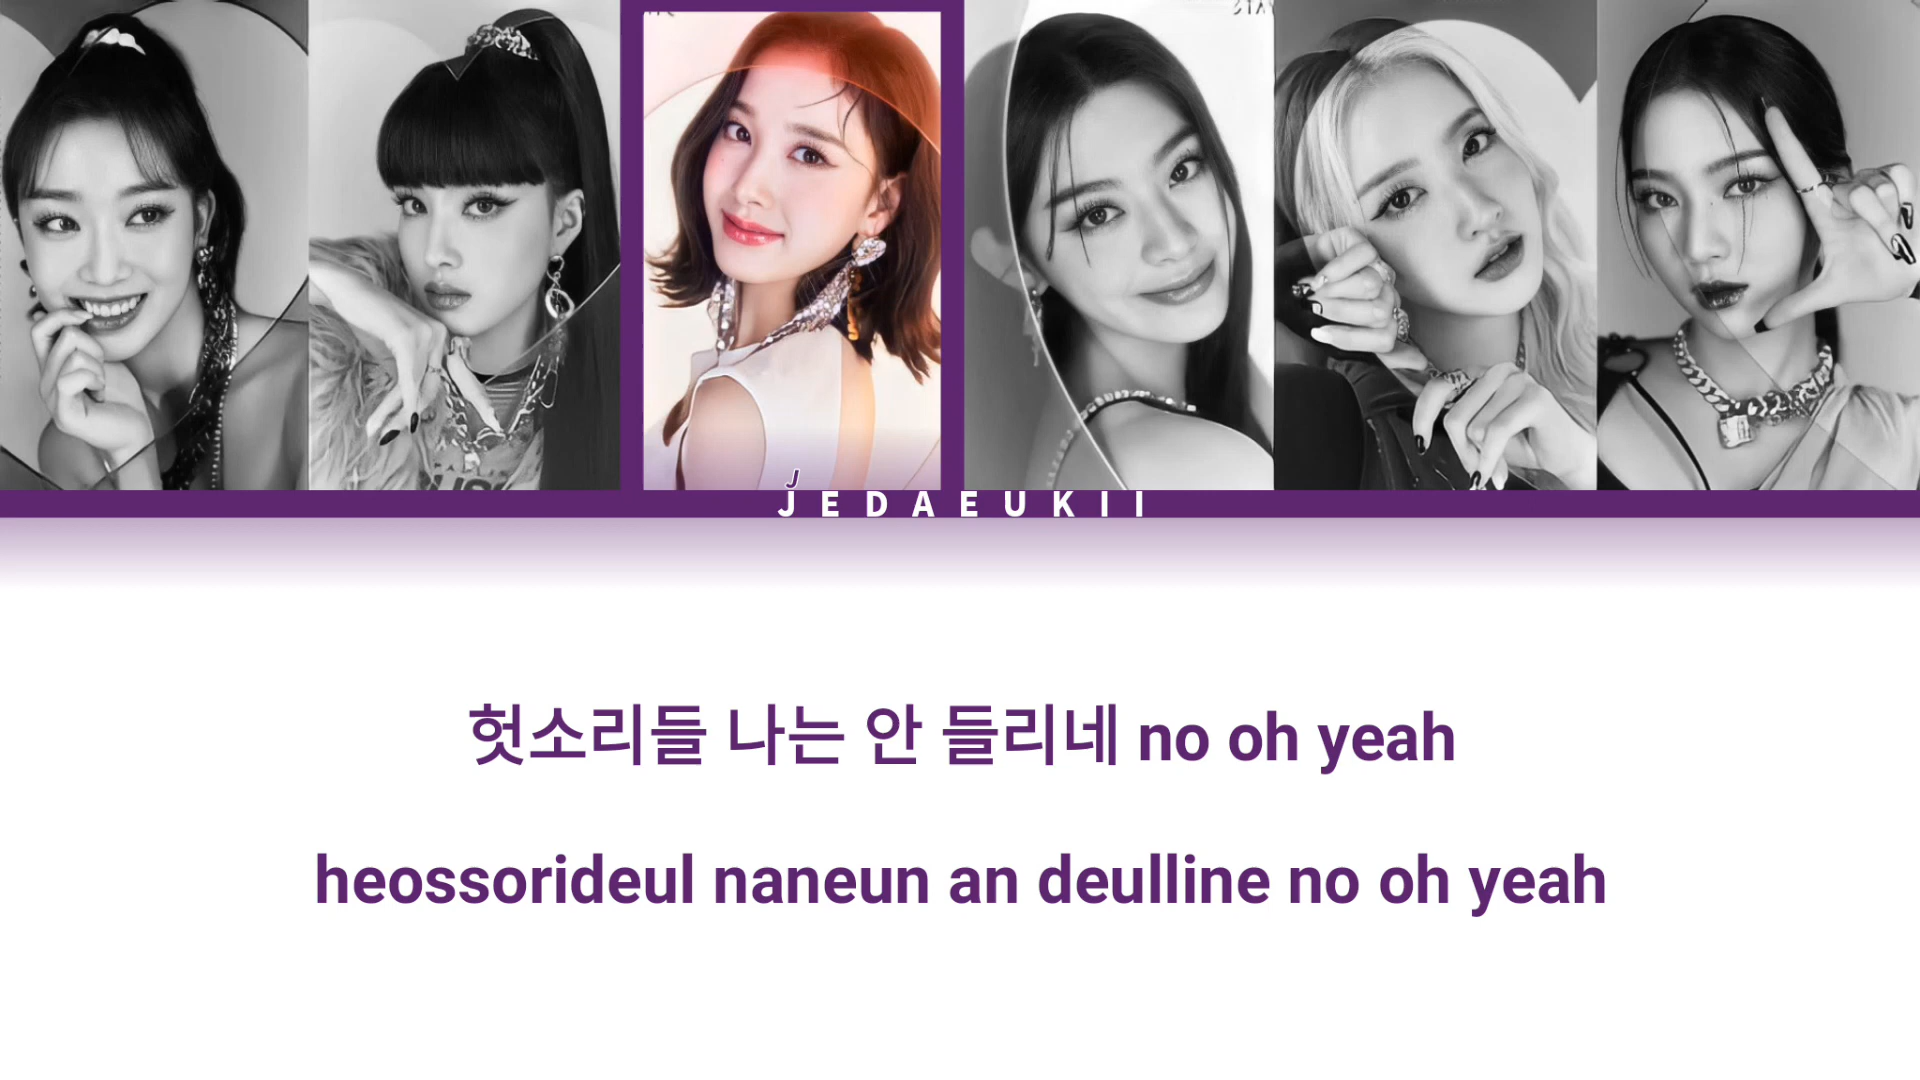 J
JEDAEUKII
헛소리들 나는 안 들리네 no oh yeah
heossorideul naneun an deulline no oh yeah